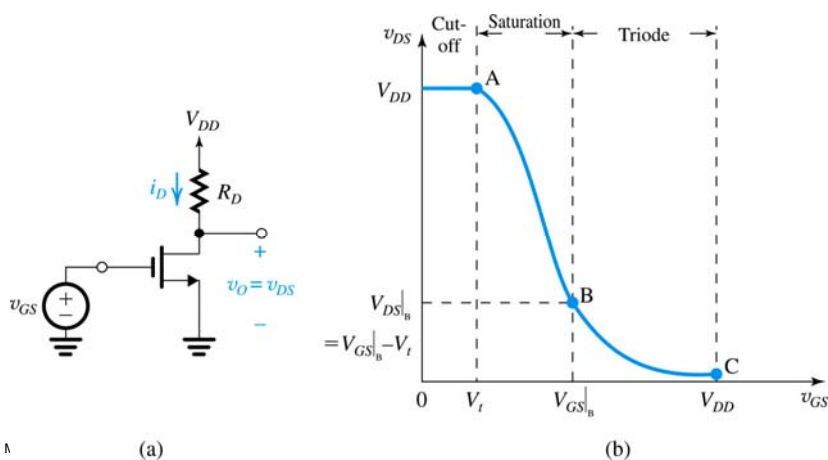 V_DD
i_D
R_D
+
v_GS
+
−
v_O = v_DS
−
(a)
Cut-
off
Saturation
Triode
v_DS
A
V_DD
B
V_DS|_B
= V_GS|_B − V_t
C
0
V_t
V_GS|_B
V_DD
v_GS
(b)